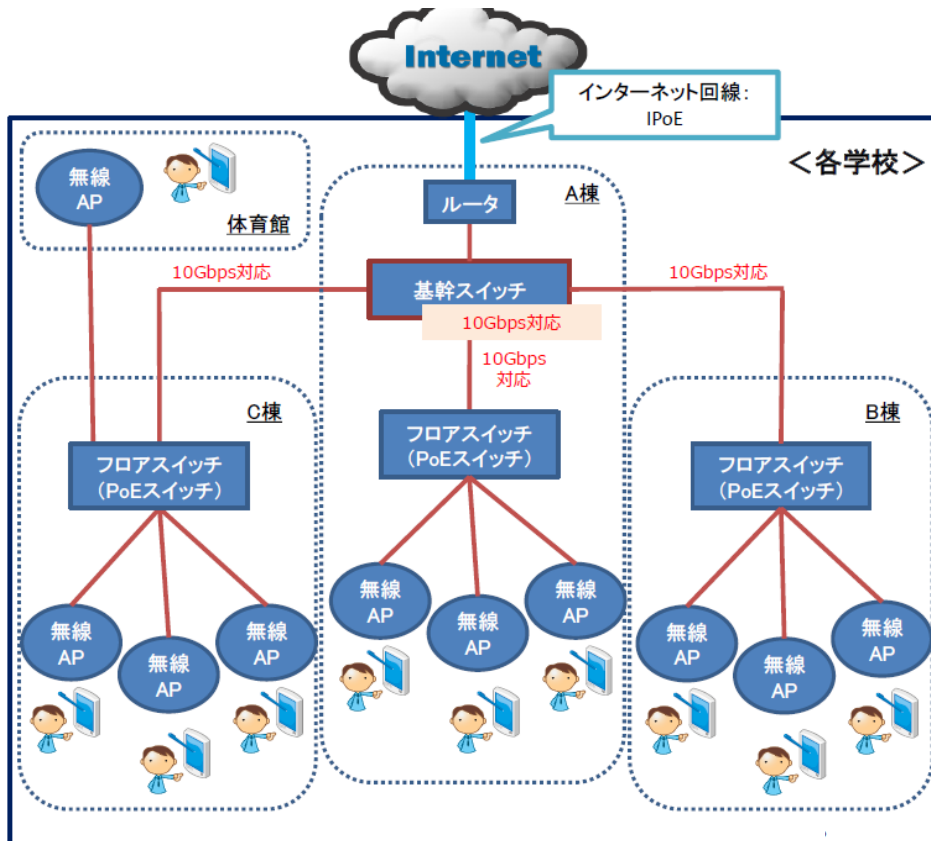 Internet
インターネット回線：
IPoE
＜各学校＞
無線
AP
体育館
A棟
ルータ
基幹スイッチ
10Gbps対応
10Gbps対応
10Gbps対応
10Gbps
対応
C棟
フロアスイッチ
（PoEスイッチ）
無線
AP
無線
AP
無線
AP
フロアスイッチ
（PoEスイッチ）
無線
AP
無線
AP
無線
AP
B棟
フロアスイッチ
（PoEスイッチ）
無線
AP
無線
AP
無線
AP